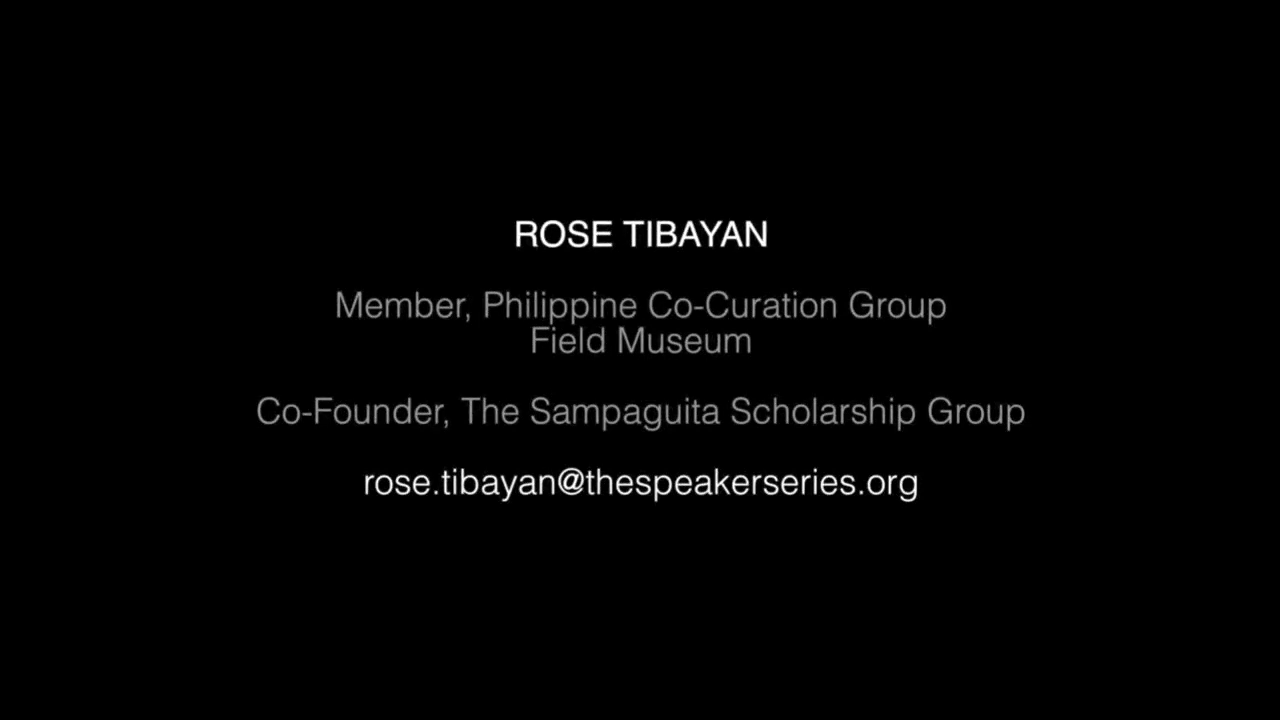 ROSE TIBAYAN
Member, Philippine Co-Curation Group
Field Museum
Co-Founder, The Sampaguita Scholarship Group
rose.tibayan@thespeakerseries.org